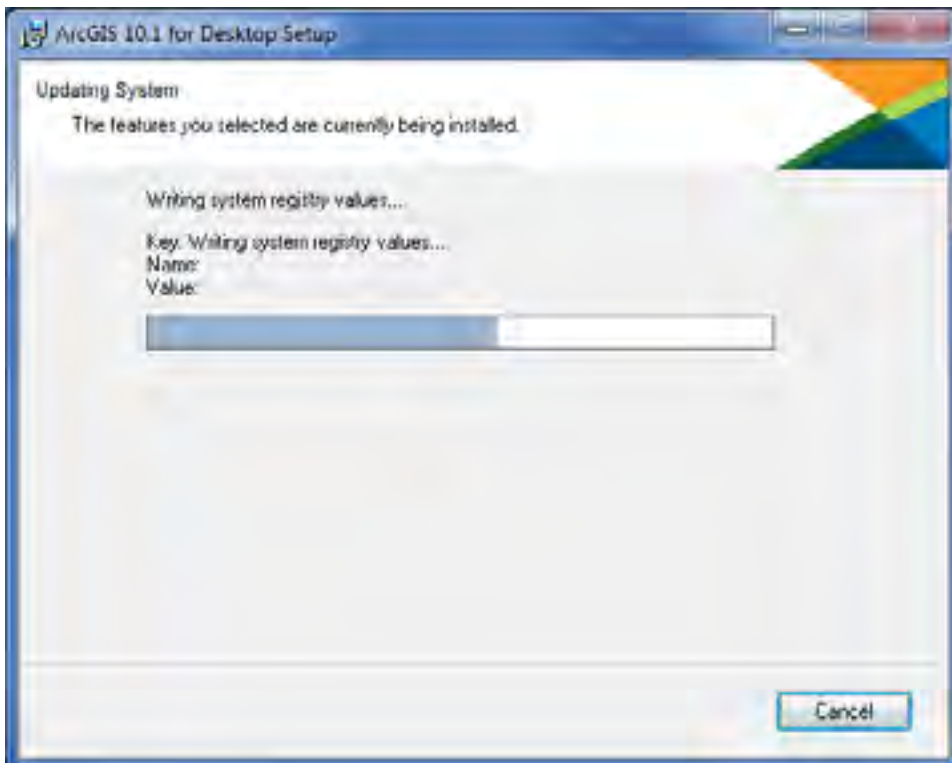 ArcGIS 10.1 for Desktop Setup
Updating System
The features you selected are currently being installed.
Writing system registry values....
Key: Writing system registry values....
Name:
Value:
Cancel